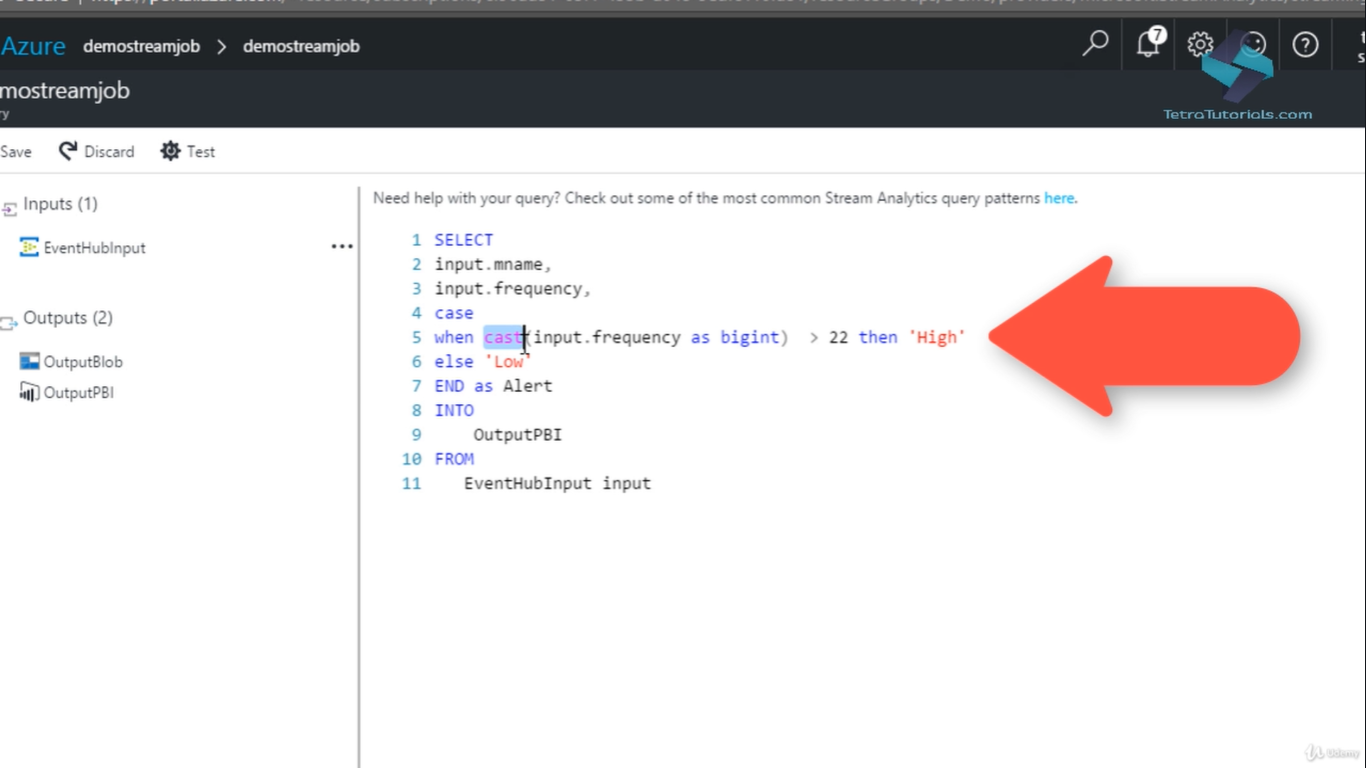 Azure demostreamjob > demostreamjob
7
mostreamjob
TetraTutorials.com
Save Discard Test
Inputs (1)
EventHubInput
Outputs (2)
OutputBlob
OutputPBI
Need help with your query? Check out some of the most common Stream Analytics query patterns here.
1 SELECT
2 input.mname,
3 input.frequency,
4 case
5 when cast(input.frequency as bigint) > 22 then 'High'
6 else 'Low'
7 END as Alert
8 INTO
9 OutputPBI
10 FROM
11 EventHubInput input
Udemy